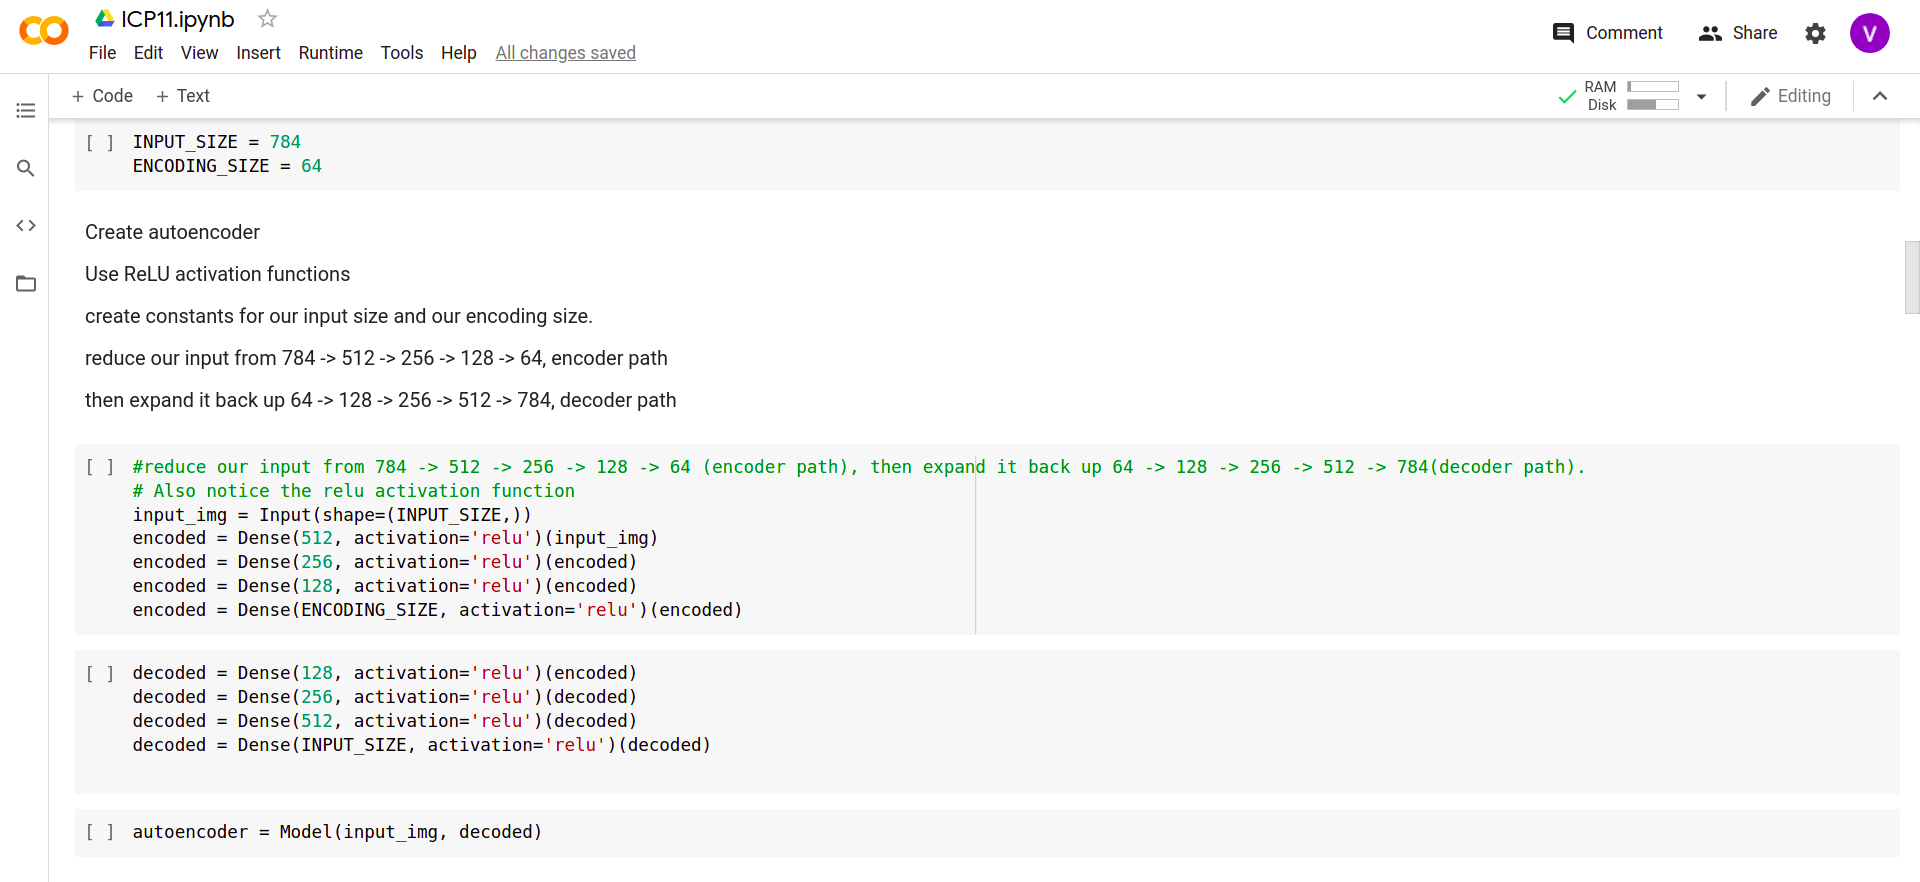 ICP11.ipynb
File Edit View Insert Runtime Tools Help All changes saved
Comment Share V
+ Code + Text
RAM
Disk
Editing
[ ] INPUT_SIZE = 784
ENCODING_SIZE = 64
Create autoencoder
Use ReLU activation functions
create constants for our input size and our encoding size.
reduce our input from 784 -> 512 -> 256 -> 128 -> 64, encoder path
then expand it back up 64 -> 128 -> 256 -> 512 -> 784, decoder path
[ ] #reduce our input from 784 -> 512 -> 256 -> 128 -> 64 (encoder path), then expand it back up 64 -> 128 -> 256 -> 512 -> 784(decoder path).
# Also notice the relu activation function
input_img = Input(shape=(INPUT_SIZE,))
encoded = Dense(512, activation='relu')(input_img)
encoded = Dense(256, activation='relu')(encoded)
encoded = Dense(128, activation='relu')(encoded)
encoded = Dense(ENCODING_SIZE, activation='relu')(encoded)
[ ] decoded = Dense(128, activation='relu')(encoded)
decoded = Dense(256, activation='relu')(decoded)
decoded = Dense(512, activation='relu')(decoded)
decoded = Dense(INPUT_SIZE, activation='relu')(decoded)
[ ] autoencoder = Model(input_img, decoded)